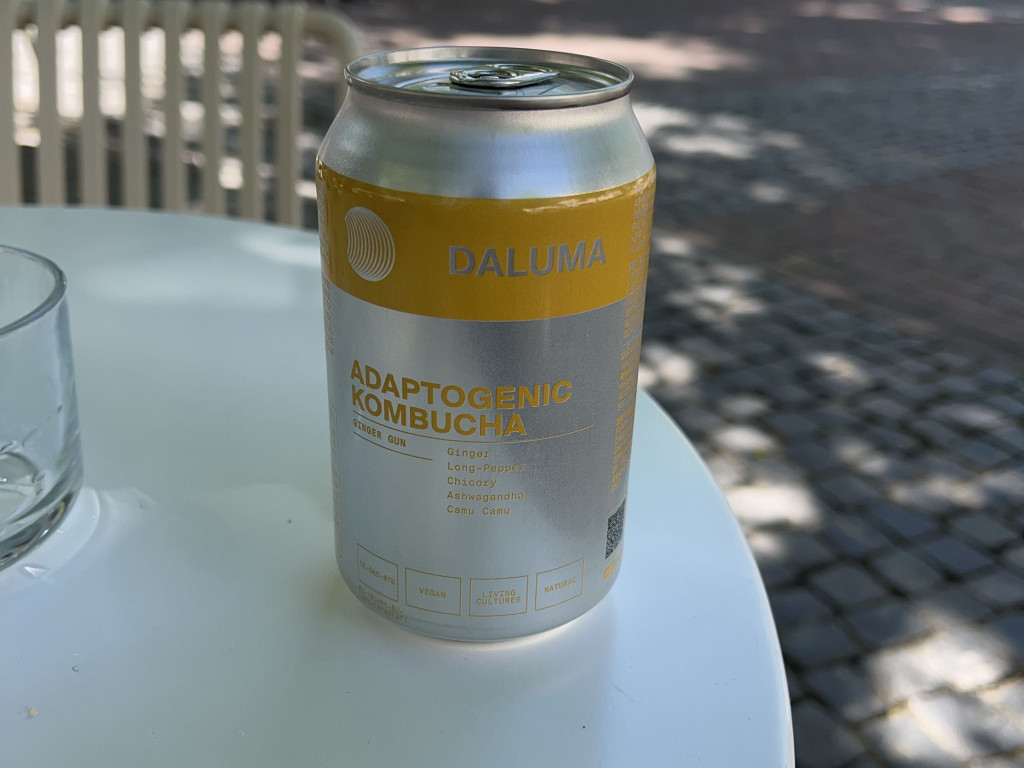 DALUMA
ADAPTOGENIC
KOMBUCHA
GINGER GUN
Ginger
Long-Pepper
Chicory
Ashwagandha
Camu Camu
VEGAN
LIVING
CULTURES
NATURAL